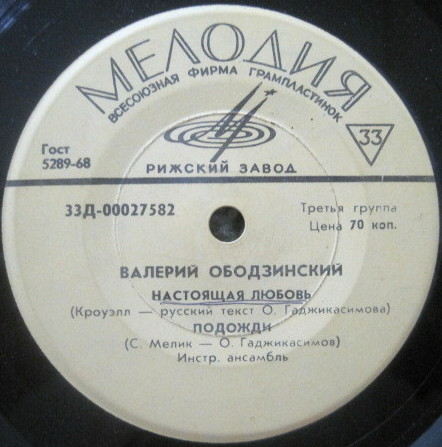 МЕЛОДИЯ
ВСЕСОЮЗНАЯ ФИРМА ГРАМПЛАСТИНОК
33
Гост
5289-68
РИЖСКИЙ ЗАВОД
33Д-00027582
Третья группа
Цена 70 коп.
ВАЛЕРИЙ ОБОДЗИНСКИЙ
НАСТОЯЩАЯ ЛЮБОВЬ
(Кроуэлл — русский текст О. Гаджикасимова)
ПОДОЖДИ
(С. Мелик — О. Гаджикасимов)
Инстр. ансамбль